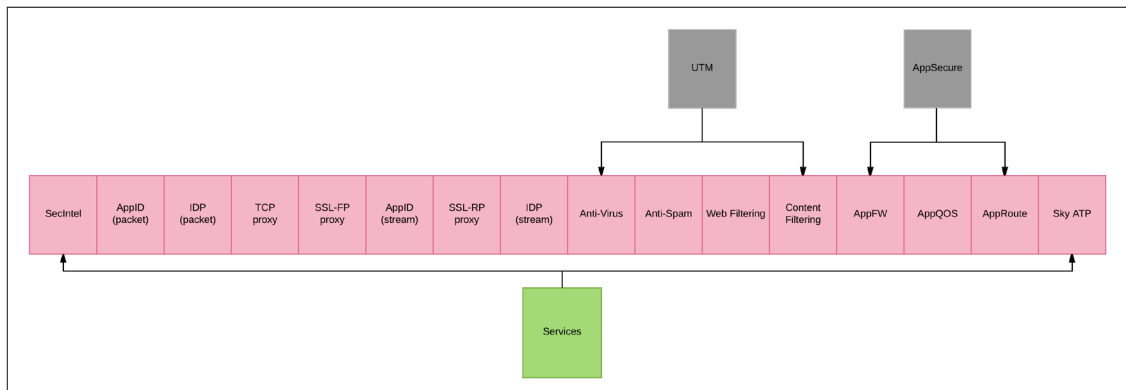 UTM
AppSecure
SecIntel
AppID
(packet)
IDP
(packet)
TCP
proxy
SSL-FP
proxy
AppID
(stream)
SSL-RP
proxy
IDP
(stream)
Anti-Virus
Anti-Spam
Web Filtering
Content
Filtering
AppFW
AppQOS
AppRoute
Sky ATP
Services